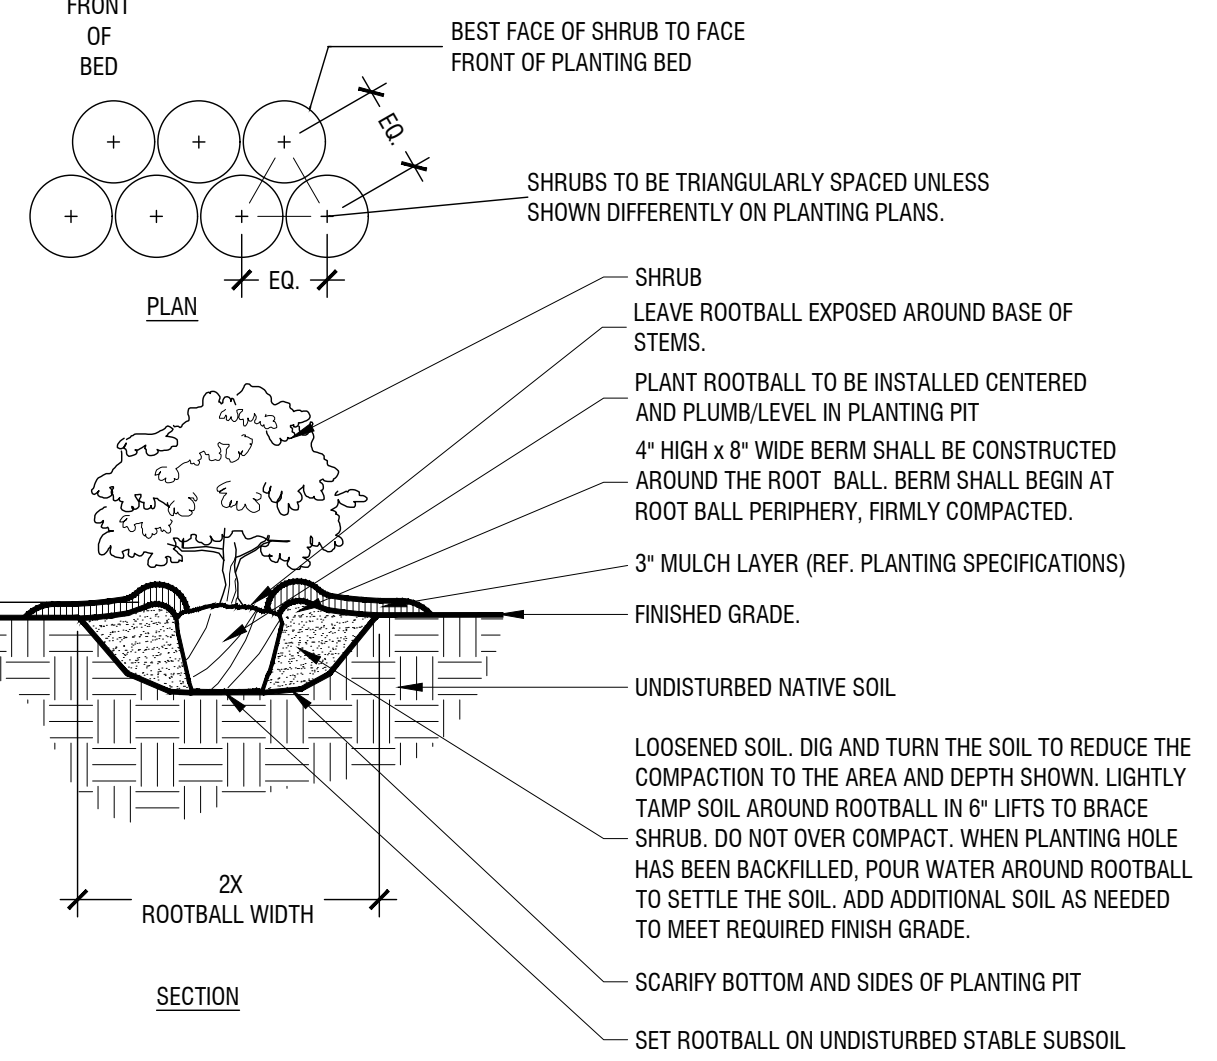 FRONT
OF
BED
BEST FACE OF SHRUB TO FACE
FRONT OF PLANTING BED
EQ.
SHRUBS TO BE TRIANGULARLY SPACED UNLESS
SHOWN DIFFERENTLY ON PLANTING PLANS.
EQ.
PLAN
SHRUB
LEAVE ROOTBALL EXPOSED AROUND BASE OF
STEMS.
PLANT ROOTBALL TO BE INSTALLED CENTERED
AND PLUMB/LEVEL IN PLANTING PIT
4" HIGH x 8" WIDE BERM SHALL BE CONSTRUCTED
AROUND THE ROOT BALL. BERM SHALL BEGIN AT
ROOT BALL PERIPHERY, FIRMLY COMPACTED.
3" MULCH LAYER (REF. PLANTING SPECIFICATIONS)
FINISHED GRADE.
UNDISTURBED NATIVE SOIL
LOOSENED SOIL. DIG AND TURN THE SOIL TO REDUCE THE
COMPACTION TO THE AREA AND DEPTH SHOWN. LIGHTLY
TAMP SOIL AROUND ROOTBALL IN 6" LIFTS TO BRACE
SHRUB. DO NOT OVER COMPACT. WHEN PLANTING HOLE
HAS BEEN BACKFILLED, POUR WATER AROUND ROOTBALL
TO SETTLE THE SOIL. ADD ADDITIONAL SOIL AS NEEDED
TO MEET REQUIRED FINISH GRADE.
2X
ROOTBALL WIDTH
SCARIFY BOTTOM AND SIDES OF PLANTING PIT
SECTION
SET ROOTBALL ON UNDISTURBED STABLE SUBSOIL